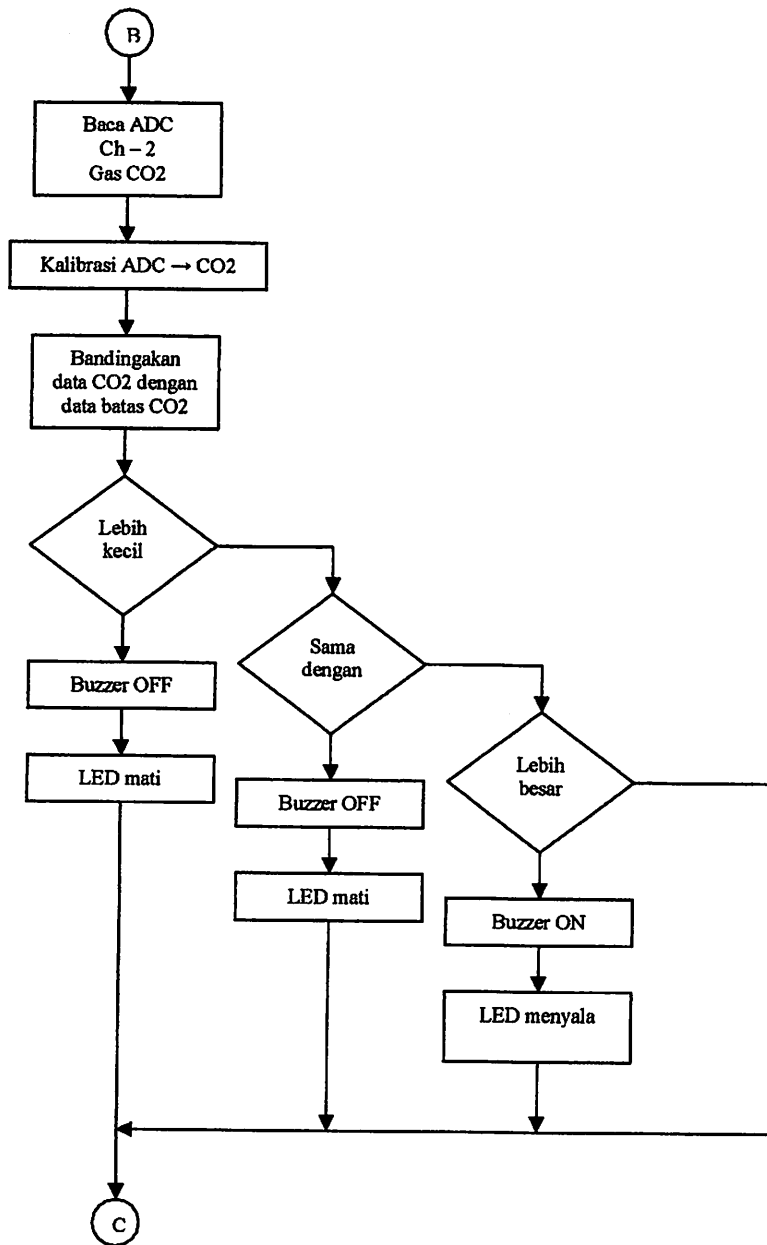 B
Baca ADC
Ch – 2
Gas CO2
Kalibrasi ADC → CO2
Bandingakan
data CO2 dengan
data batas CO2
Lebih
kecil
Sama
dengan
Buzzer OFF
Lebih
besar
LED mati
Buzzer OFF
LED mati
Buzzer ON
LED menyala
C